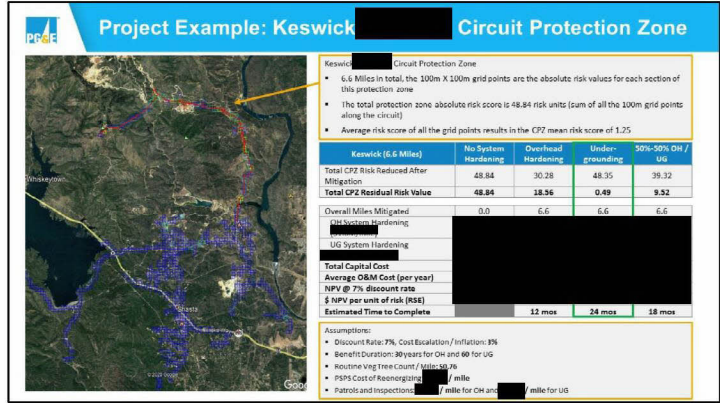 PG&E
Project Example: Keswick Circuit Protection Zone
Keswick Circuit Protection Zone
▪ 6.6 Miles in total, the 100m X 100m grid points are the absolute risk values for each section of
this protection zone
▪ The total protection zone absolute risk score is 48.84 risk units (sum of all the 100m grid points
along the circuit)
▪ Average risk score of all the grid points results in the CPZ mean risk score of 1.25
Keswick (6.6 Miles) No System Hardening Overhead Hardening Under-grounding 50%-50% OH / UG
Total CPZ Risk Reduced After Mitigation 48.84 30.28 48.35 39.32
Total CPZ Residual Risk Value 48.84 18.56 0.49 9.52
Overall Miles Mitigated 0.0 6.6 6.6 6.6
OH System Hardening
UG System Hardening
Total Capital Cost
Average O&M Cost (per year)
NPV @ 7% discount rate
$ NPV per unit of risk (RSE)
Estimated Time to Complete 12 mos 24 mos 18 mos
Assumptions:
▪ Discount Rate: 7%, Cost Escalation / Inflation: 3%
▪ Benefit Duration: 30 years for OH and 60 for UG
▪ Routine Veg Tree Count / Mile: 50.76
▪ PSPS Cost of Reenergizing / mile
▪ Patrols and Inspections: / mile for OH and / mile for UG
Whiskeytown
Shasta
Goo